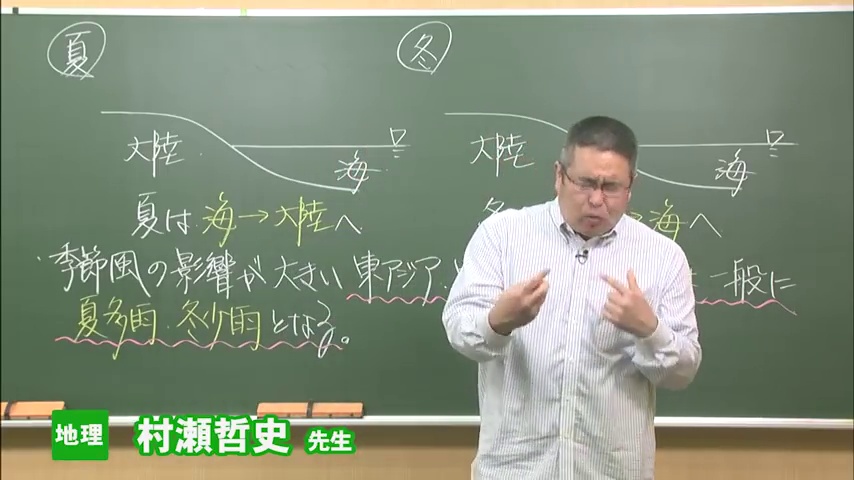 夏
冬
大陸
海
大陸
海
夏は 海→大陸へ
海へ
季節風の影響が大きい 東アジア
一般に
夏多雨・冬少雨となる。
地理 村瀬哲史 先生